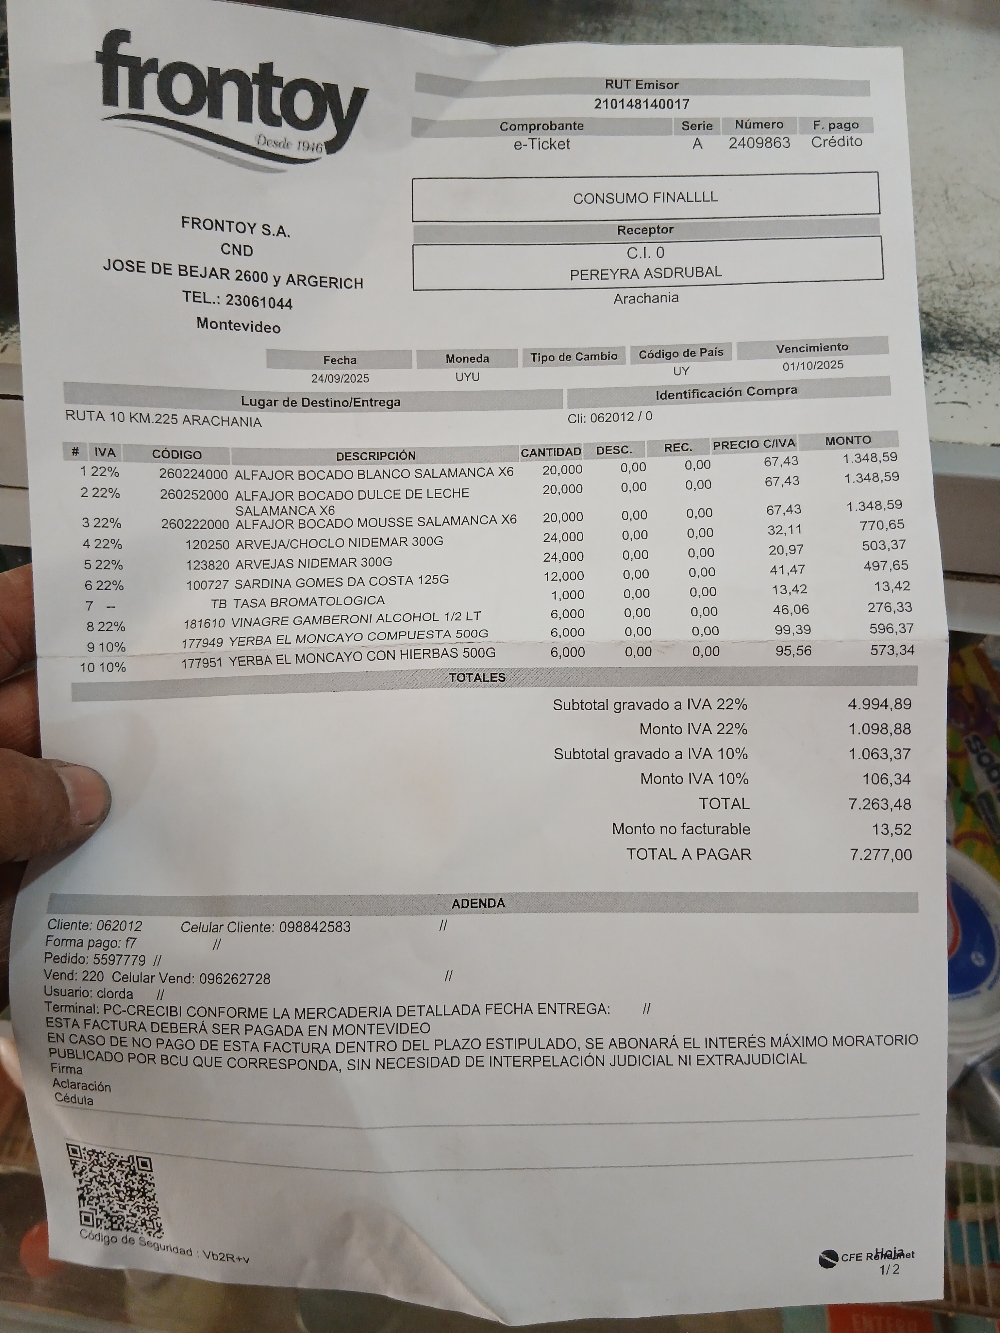 frontoy
Desde 1946
FRONTOY S.A.
CND
JOSE DE BEJAR 2600 y ARGERICH
TEL.: 23061044
Montevideo
RUT Emisor
210148140017
Comprobante Serie Número F. pago
e-Ticket A 2409863 Crédito
CONSUMO FINALLLL
Receptor
C.I. 0
PEREYRA ASDRUBAL
Arachania
Fecha Moneda Tipo de Cambio Código de País Vencimiento
24/09/2025 UYU UY 01/10/2025
Lugar de Destino/Entrega Identificación Compra
RUTA 10 KM.225 ARACHANIA Cli: 062012 / 0
# IVA CÓDIGO DESCRIPCIÓN CANTIDAD DESC. REC. PRECIO C/IVA MONTO
1 22% 260224000 ALFAJOR BOCADO BLANCO SALAMANCA X6 20,000 0,00 0,00 67,43 1.348,59
2 22% 260252000 ALFAJOR BOCADO DULCE DE LECHE 20,000 0,00 0,00 67,43 1.348,59
SALAMANCA X6
3 22% 260222000 ALFAJOR BOCADO MOUSSE SALAMANCA X6 20,000 0,00 0,00 67,43 1.348,59
4 22% 120250 ARVEJA/CHOCLO NIDEMAR 300G 24,000 0,00 0,00 32,11 770,65
5 22% 123820 ARVEJAS NIDEMAR 300G 24,000 0,00 0,00 20,97 503,37
6 22% 100727 SARDINA GOMES DA COSTA 125G 12,000 0,00 0,00 41,47 497,65
7 -- TB TASA BROMATOLOGICA 1,000 0,00 0,00 13,42 13,42
8 22% 181610 VINAGRE GAMBERONI ALCOHOL 1/2 LT 6,000 0,00 0,00 46,06 276,33
9 10% 177949 YERBA EL MONCAYO COMPUESTA 500G 6,000 0,00 0,00 99,39 596,37
10 10% 177951 YERBA EL MONCAYO CON HIERBAS 500G 6,000 0,00 0,00 95,56 573,34
TOTALES
Subtotal gravado a IVA 22% 4.994,89
Monto IVA 22% 1.098,88
Subtotal gravado a IVA 10% 1.063,37
Monto IVA 10% 106,34
TOTAL 7.263,48
Monto no facturable 13,52
TOTAL A PAGAR 7.277,00
ADENDA
Cliente: 062012 Celular Cliente: 098842583 //
Forma pago: f7 //
Pedido: 5597779 //
Vend: 220 Celular Vend: 096262728 //
Usuario: clorda //
Terminal: PC-CRECIBI CONFORME LA MERCADERIA DETALLADA FECHA ENTREGA: //
ESTA FACTURA DEBERÁ SER PAGADA EN MONTEVIDEO
EN CASO DE NO PAGO DE ESTA FACTURA DENTRO DEL PLAZO ESTIPULADO, SE ABONARÁ EL INTERÉS MÁXIMO MORATORIO
PUBLICADO POR BCU QUE CORRESPONDA, SIN NECESIDAD DE INTERPELACIÓN JUDICIAL NI EXTRAJUDICIAL
Firma
Aclaración
Cédula
Código de Seguridad : Vb2R+v
CFE
Hoja
1/ 2